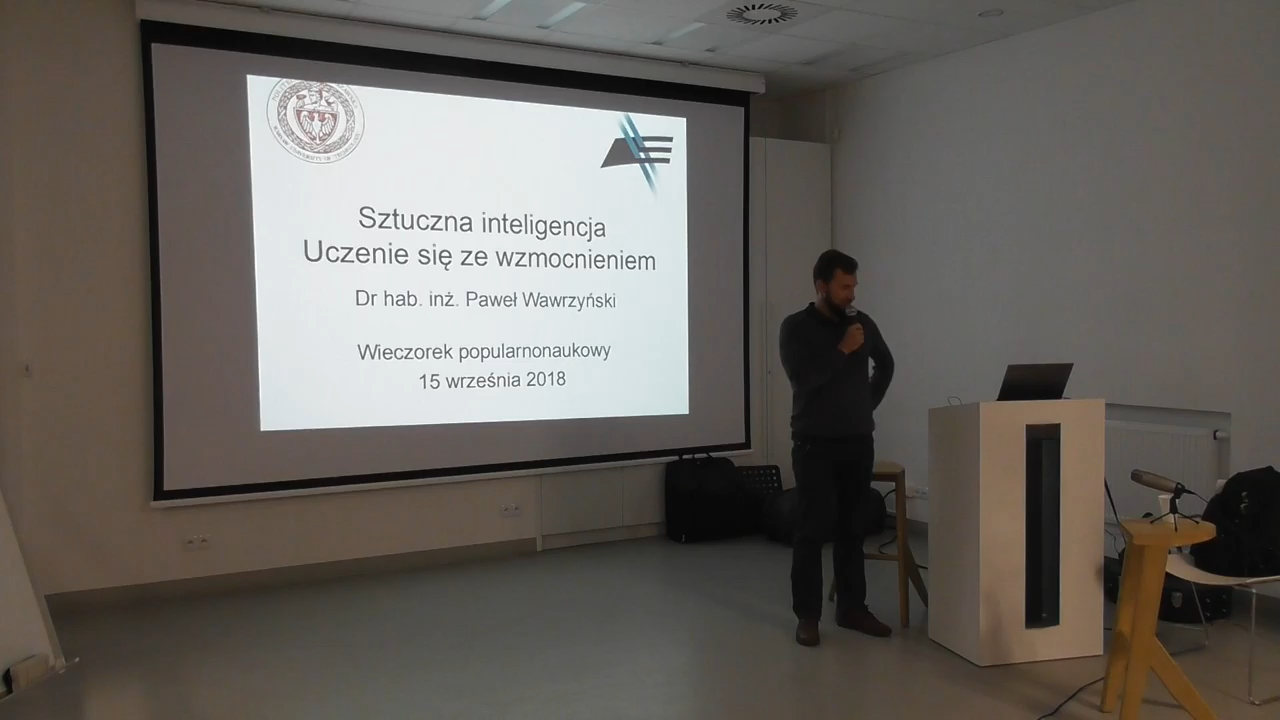 Sztuczna inteligencja
Uczenie się ze wzmocnieniem
Dr hab. inż. Paweł Wawrzyński
Wieczorek popularnonaukowy
15 września 2018